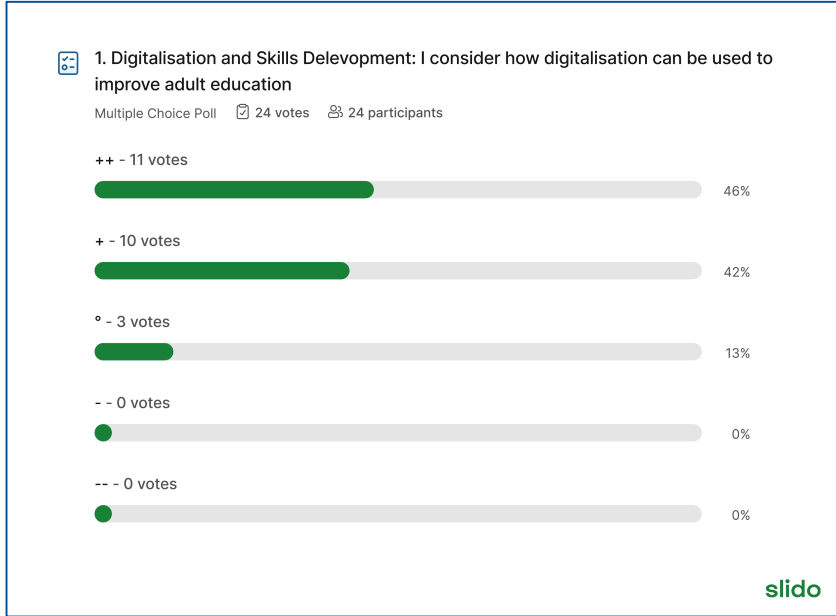 1. Digitalisation and Skills Delevopment: I consider how digitalisation can be used to
improve adult education
Multiple Choice Poll 24 votes 24 participants
++ - 11 votes
46%
+ - 10 votes
42%
° - 3 votes
13%
- - 0 votes
0%
-- - 0 votes
0%
slido